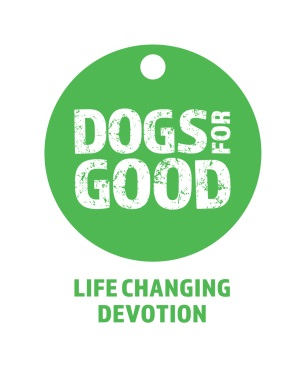 DOGS FOR
GOOD
LIFE CHANGING
DEVOTION